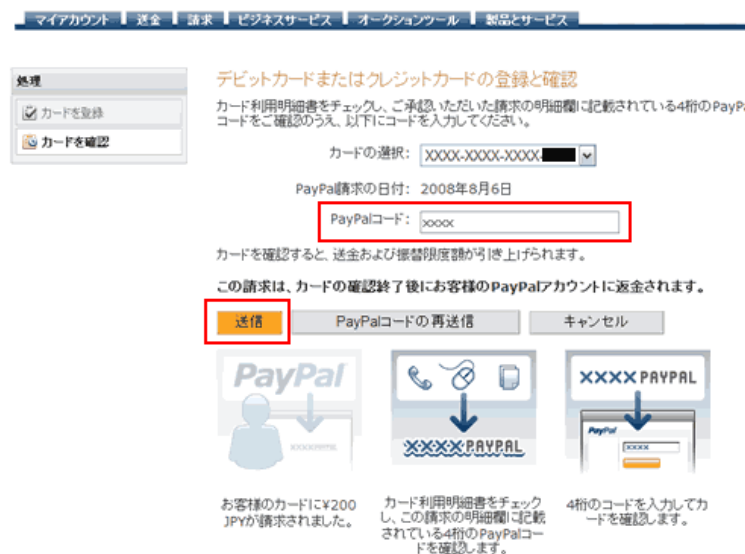 マイアカウント 送金 請求 ビジネスサービス オークションツール 製品とサービス
処理
カードを登録
カードを確認
デビットカードまたはクレジットカードの登録と確認
カード利用明細書をチェックし、ご承認いただいた請求の明細欄に記載されている4桁のPayPa
コードをご確認のうえ、以下にコードを入力してください。
カードの選択: XXXX-XXXX-XXXX-
PayPal請求の日付: 2008年8月6日
PayPalコード: xxxx
カードを確認すると、送金および振替限度額が引き上げられます。
この請求は、カードの確認終了後にお客様のPayPalアカウントに返金されます。
送信 PayPalコードの再送信 キャンセル
PayPal
XXXXPAYPAL
お客様のカードに¥200
JPYが請求されました。
X-X-X-X-PAYPAL
カード利用明細書をチェック
し、この請求の明細欄に記載
されている4桁のPayPalコー
ドを確認します。
XXXX PAYPAL
PayPal
XXXX
4桁のコードを入力してカ
ードを確認します。